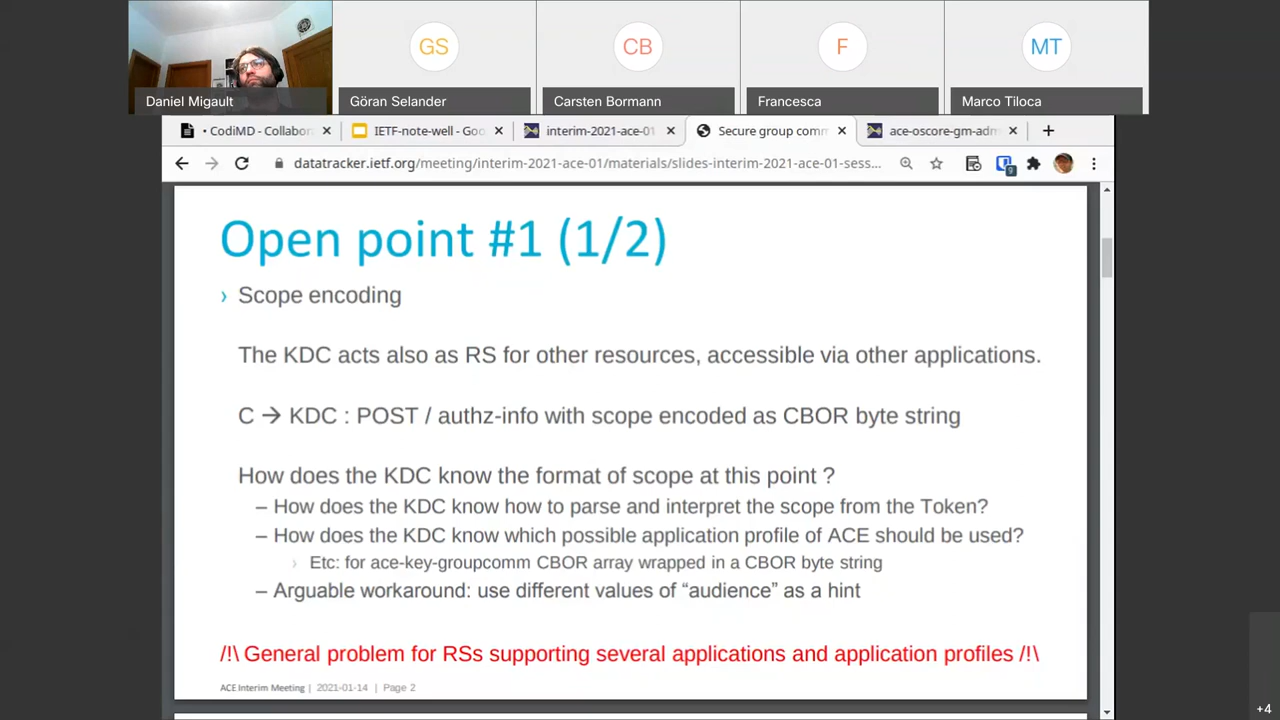 GS
CB
F
MT
Daniel Migault
Göran Selander
Carsten Bormann
Francesca
Marco Tiloca
• CodiMD - Collabor
IETF-note-well - Goo
interim-2021-ace-01
Secure group comm
ace-oscore-gm-adm
datatracker.ietf.org/meeting/interim-2021-ace-01/materials/slides-interim-2021-ace-01-sess...
9
Open point #1 (1/2)
› Scope encoding
The KDC acts also as RS for other resources, accessible via other applications.
C → KDC : POST / authz-info with scope encoded as CBOR byte string
How does the KDC know the format of scope at this point ?
– How does the KDC know how to parse and interpret the scope from the Token?
– How does the KDC know which possible application profile of ACE should be used?
› Etc: for ace-key-groupcomm CBOR array wrapped in a CBOR byte string
– Arguable workaround: use different values of “audience” as a hint
/!\ General problem for RSs supporting several applications and application profiles /!\
ACE Interim Meeting | 2021-01-14 | Page 2
+4